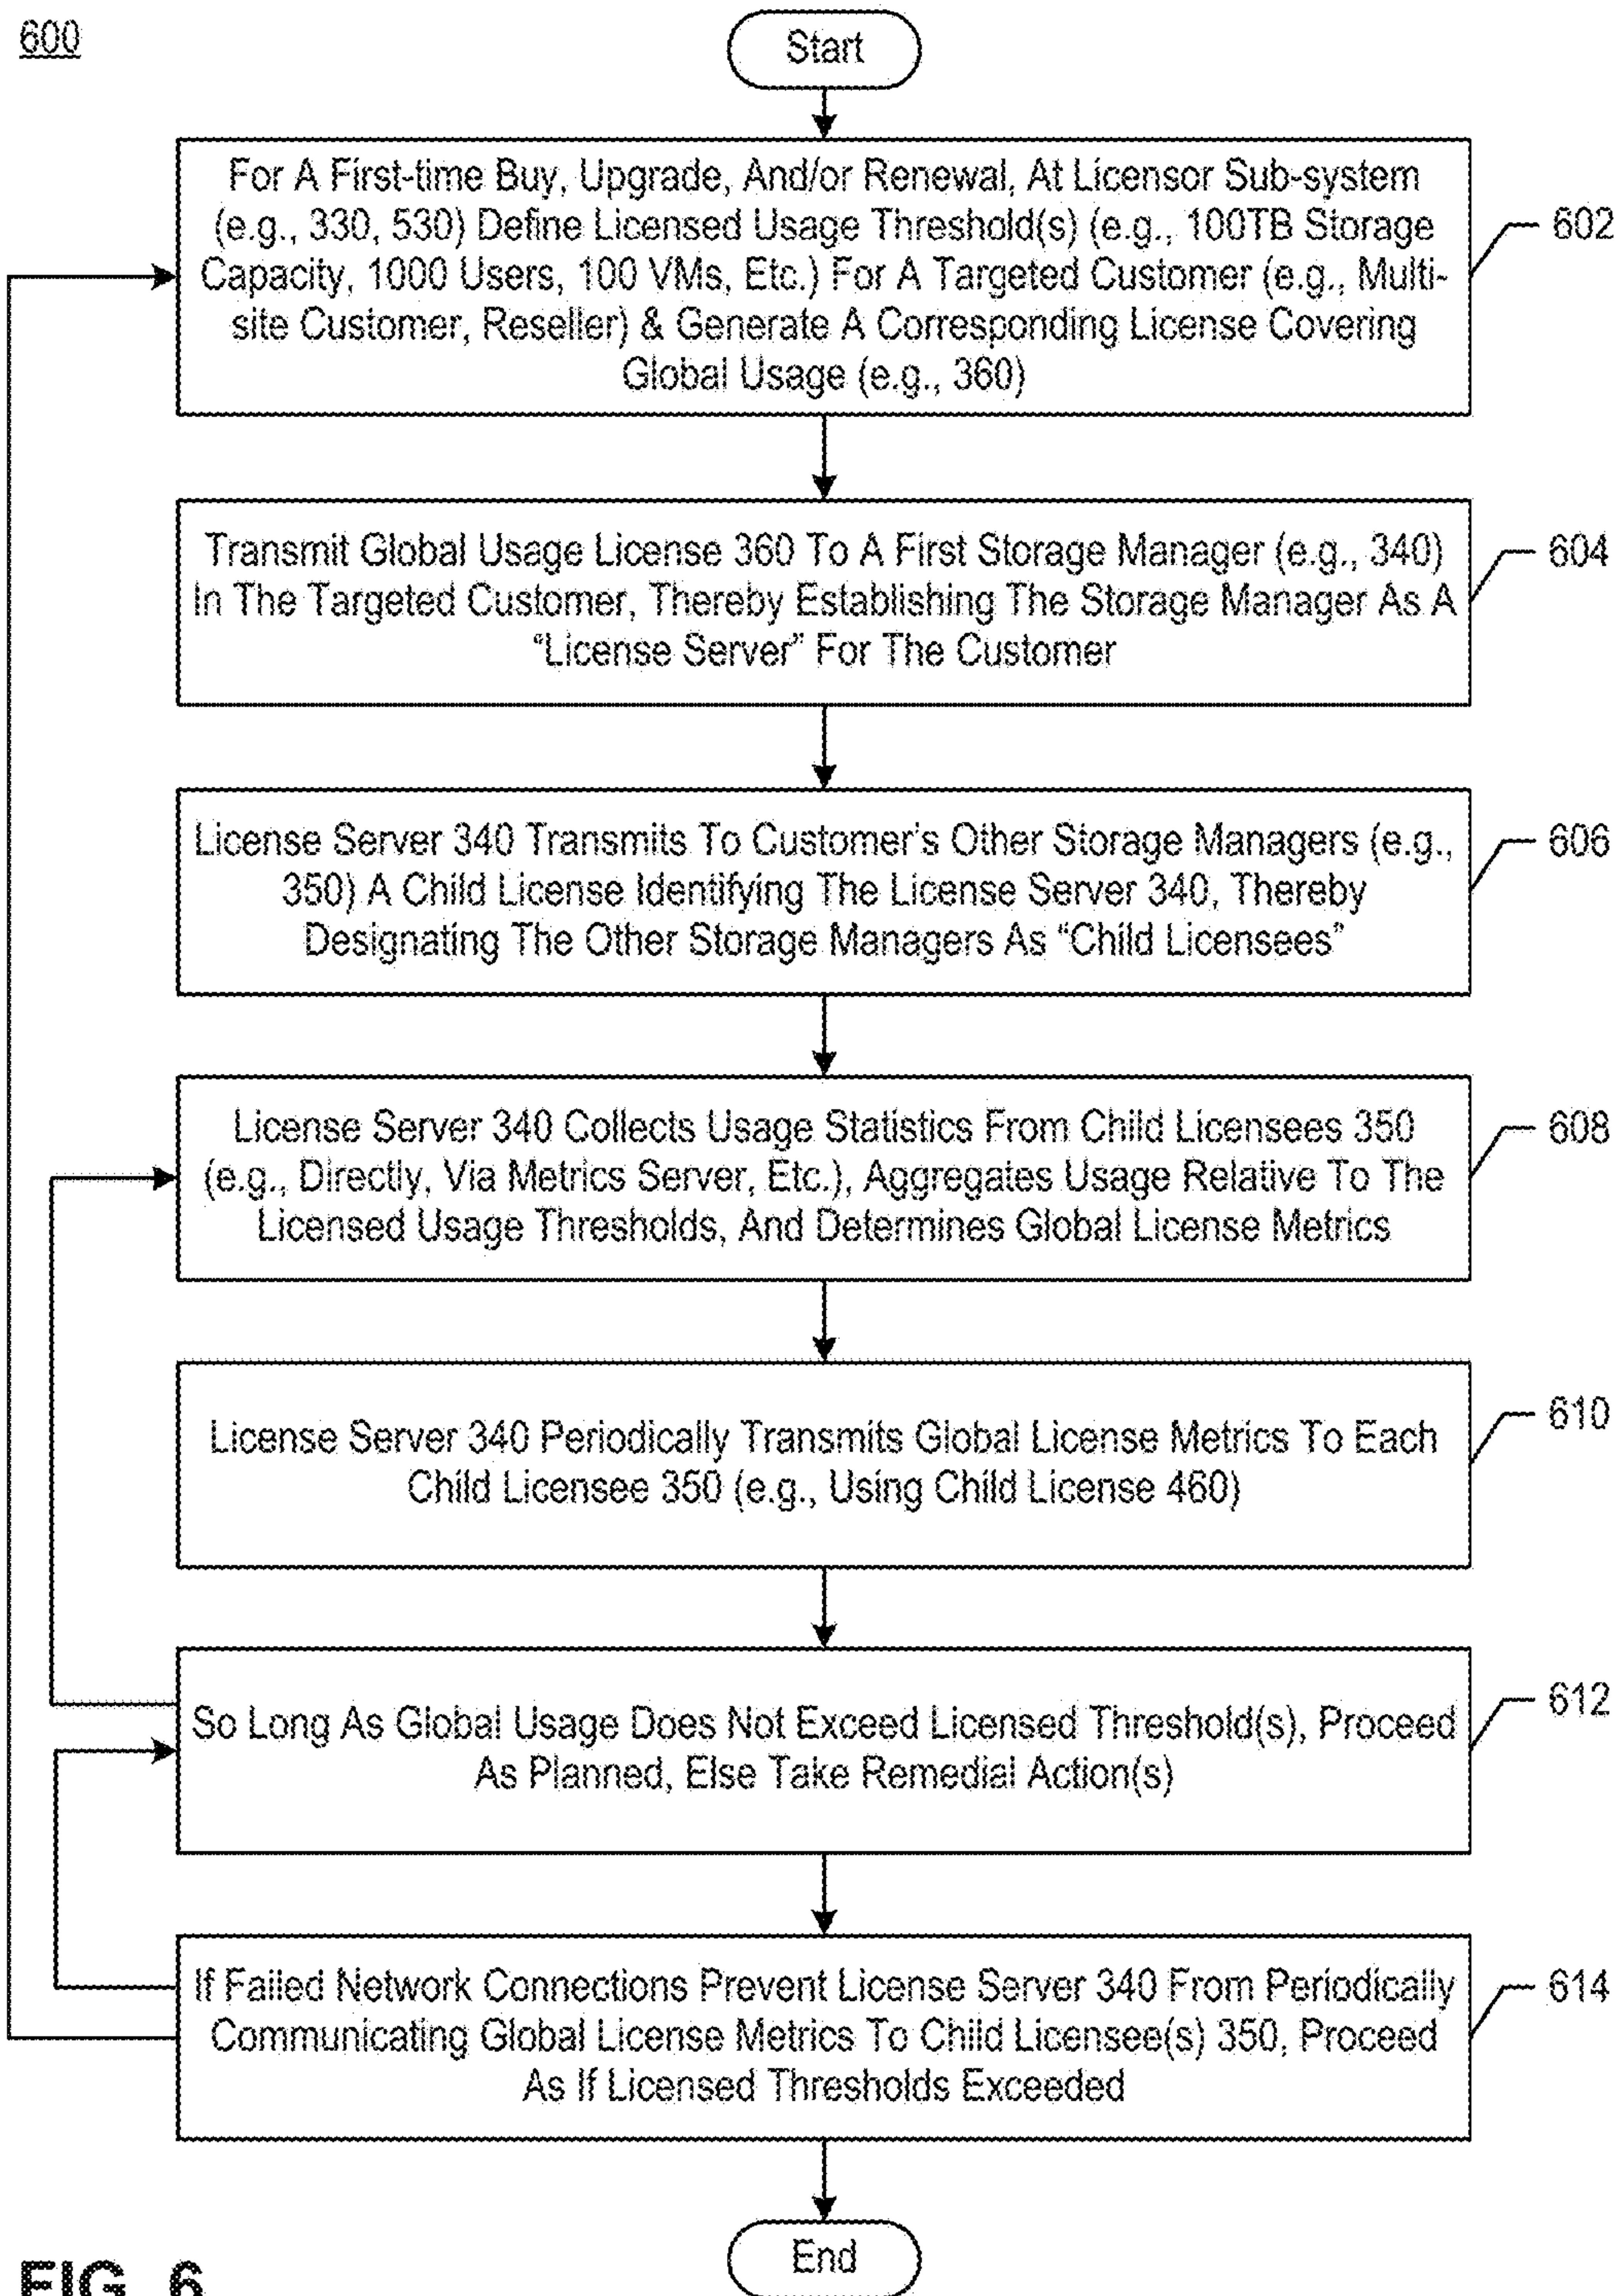 600
Start
For A First-time Buy, Upgrade, And/or Renewal, At Licensor Sub-system
(e.g., 330, 530) Define Licensed Usage Threshold(s) (e.g., 100TB Storage
Capacity, 1000 Users, 100 VMs, Etc.) For A Targeted Customer (e.g., Multi-
site Customer, Reseller) & Generate A Corresponding License Covering
Global Usage (e.g., 360)
602
Transmit Global Usage License 360 To A First Storage Manager (e.g., 340)
In The Targeted Customer, Thereby Establishing The Storage Manager As A
“License Server” For The Customer
604
License Server 340 Transmits To Customer's Other Storage Managers (e.g.,
350) A Child License Identifying The License Server 340, Thereby
Designating The Other Storage Managers As “Child Licensees”
606
License Server 340 Collects Usage Statistics From Child Licensees 350
(e.g., Directly, Via Metrics Server, Etc.), Aggregates Usage Relative To The
Licensed Usage Thresholds, And Determines Global License Metrics
608
License Server 340 Periodically Transmits Global License Metrics To Each
Child Licensee 350 (e.g., Using Child License 460)
610
So Long As Global Usage Does Not Exceed Licensed Threshold(s), Proceed
As Planned, Else Take Remedial Action(s)
612
If Failed Network Connections Prevent License Server 340 From Periodically
Communicating Global License Metrics To Child Licensee(s) 350, Proceed
As If Licensed Thresholds Exceeded
614
End
FIG. 6